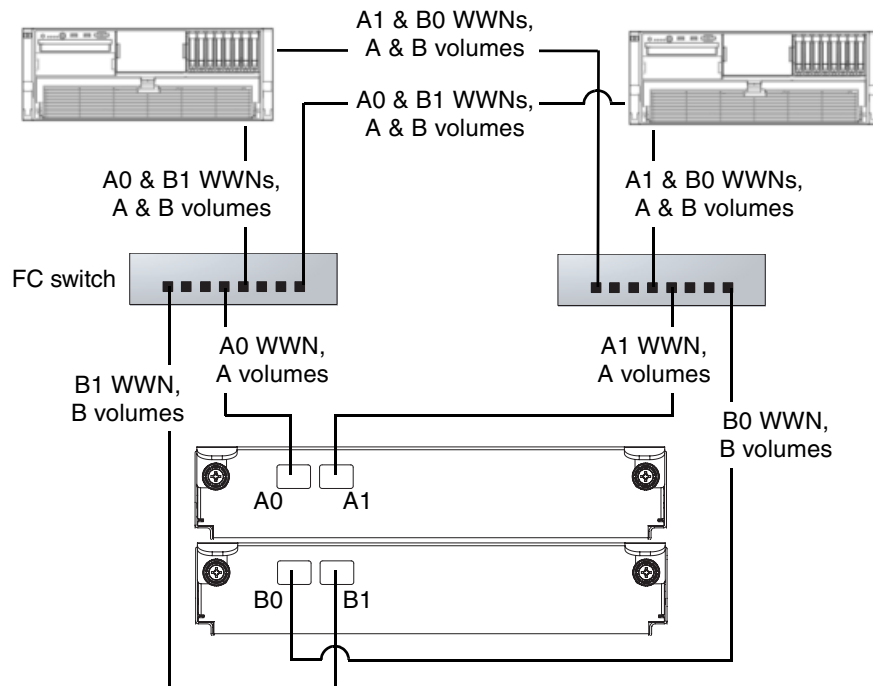 A1 & B0 WWNs,
A & B volumes
A0 & B1 WWNs,
A & B volumes
A0 & B1 WWNs,
A & B volumes
A1 & B0 WWNs,
A & B volumes
FC switch
A0 WWN,
A volumes
A1 WWN,
A volumes
B1 WWN,
B volumes
B0 WWN,
B volumes
A0
A1
B0
B1